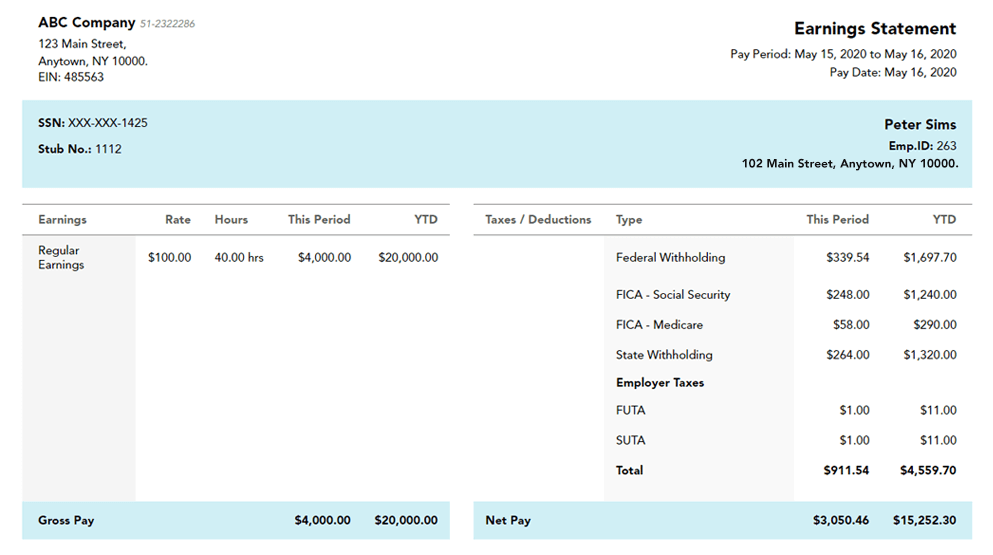 ABC Company 51-2322286
123 Main Street,
Anytown, NY 10000.
EIN: 485563
Earnings Statement
Pay Period: May 15, 2020 to May 16, 2020
Pay Date: May 16, 2020
SSN: XXX-XXX-1425
Stub No.: 1112
Peter Sims
Emp.ID: 263
102 Main Street, Anytown, NY 10000.
Earnings Rate Hours This Period YTD
Regular
Earnings $100.00 40.00 hrs $4,000.00 $20,000.00
Gross Pay $4,000.00 $20,000.00
Taxes / Deductions Type This Period YTD
Federal Withholding $339.54 $1,697.70
FICA - Social Security $248.00 $1,240.00
FICA - Medicare $58.00 $290.00
State Withholding $264.00 $1,320.00
Employer Taxes
FUTA $1.00 $11.00
SUTA $1.00 $11.00
Total $911.54 $4,559.70
Net Pay $3,050.46 $15,252.30